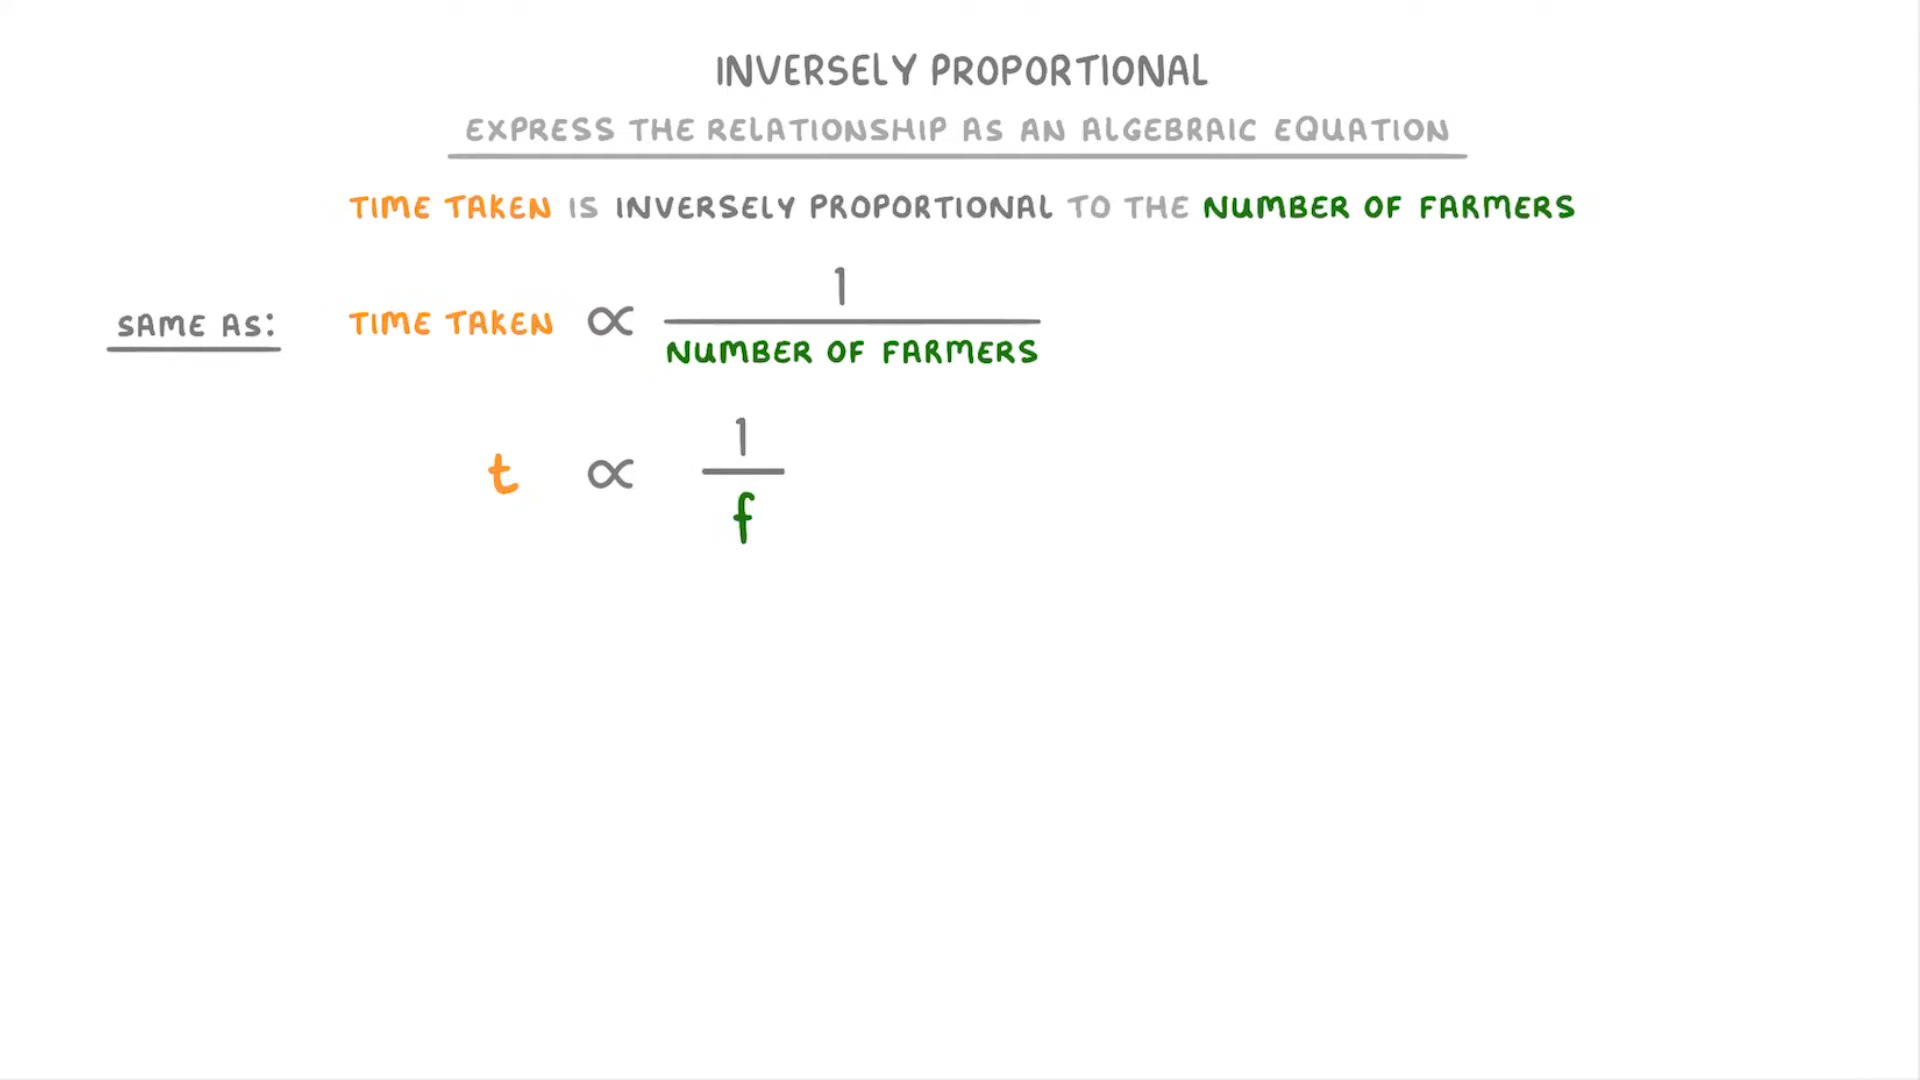 INVERSELY PROPORTIONAL
EXPRESS THE RELATIONSHIP AS AN ALGEBRAIC EQUATION
TIME TAKEN IS INVERSELY PROPORTIONAL TO THE NUMBER OF FARMERS
SAME AS: TIME TAKEN ∝ 1
NUMBER OF FARMERS
t ∝ 1
f